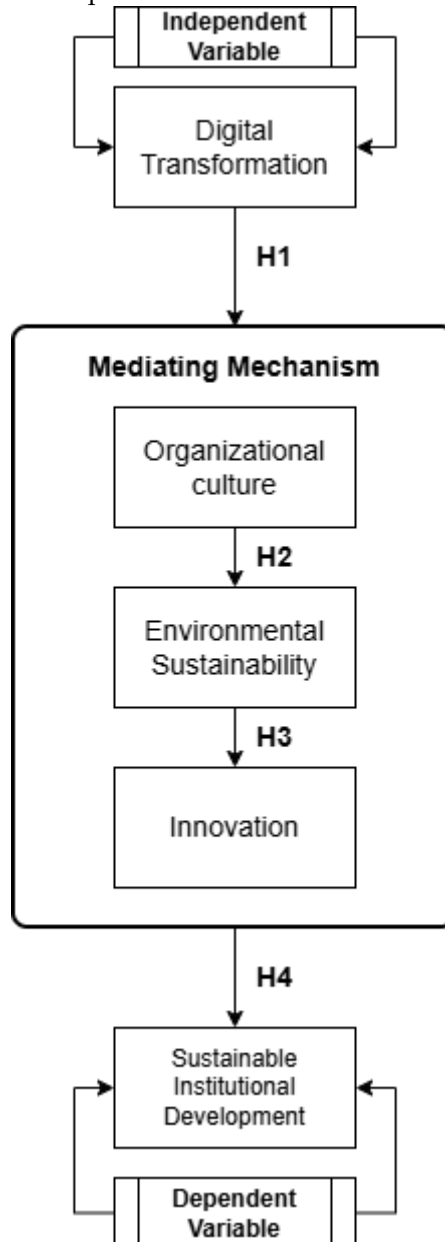 Independent
Variable
Digital
Transformation
H1
Mediating Mechanism
Organizational
culture
H2
Environmental
Sustainability
H3
Innovation
H4
Sustainable
Institutional
Development
Dependent
Variable